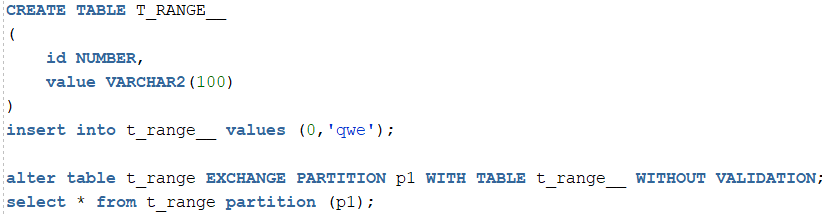 CREATE TABLE T_RANGE__
(
id NUMBER,
value VARCHAR2(100)
)
insert into t_range__ values (0,'qwe');
alter table t_range EXCHANGE PARTITION p1 WITH TABLE t_range__ WITHOUT VALIDATION;
select * from t_range partition (p1);